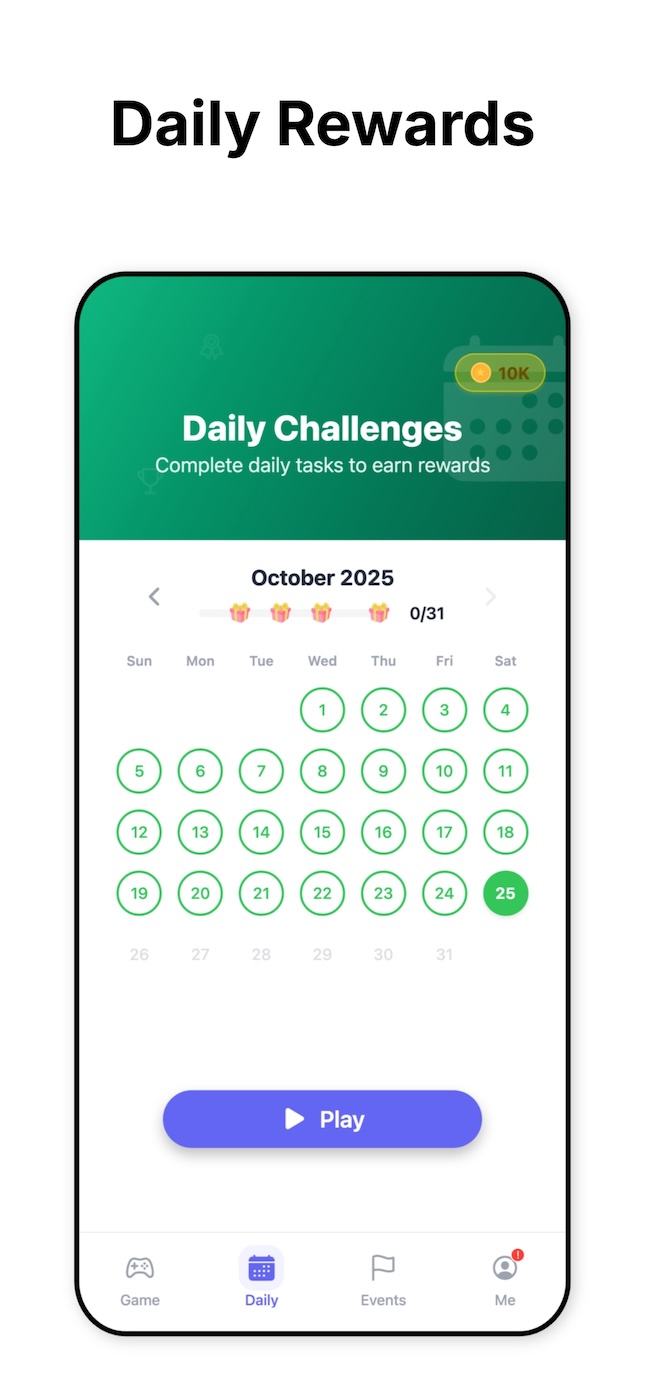 Daily Rewards
10K
Daily Challenges
Complete daily tasks to earn rewards
October 2025
0/31
Sun Mon Tue Wed Thu Fri Sat
1 2 3 4
5 6 7 8 9 10 11
12 13 14 15 16 17 18
19 20 21 22 23 24 25
26 27 28 29 30 31
Play
!
Game Daily Events Me